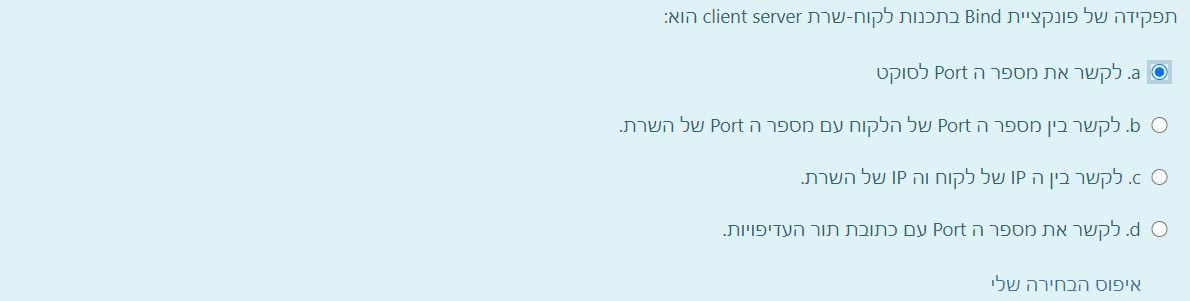 תפקידה של פונקציית Bind בתכנות לקוח-שרת client server הוא:
a. לקשר את מספר ה Port לסוקט
b. לקשר בין מספר ה Port של הלקוח עם מספר ה Port של השרת.
c. לקשר בין ה IP של לקוח וה IP של השרת.
d. לקשר את מספר ה Port עם כתובת תור העדיפויות.
איפוס הבחירה שלי